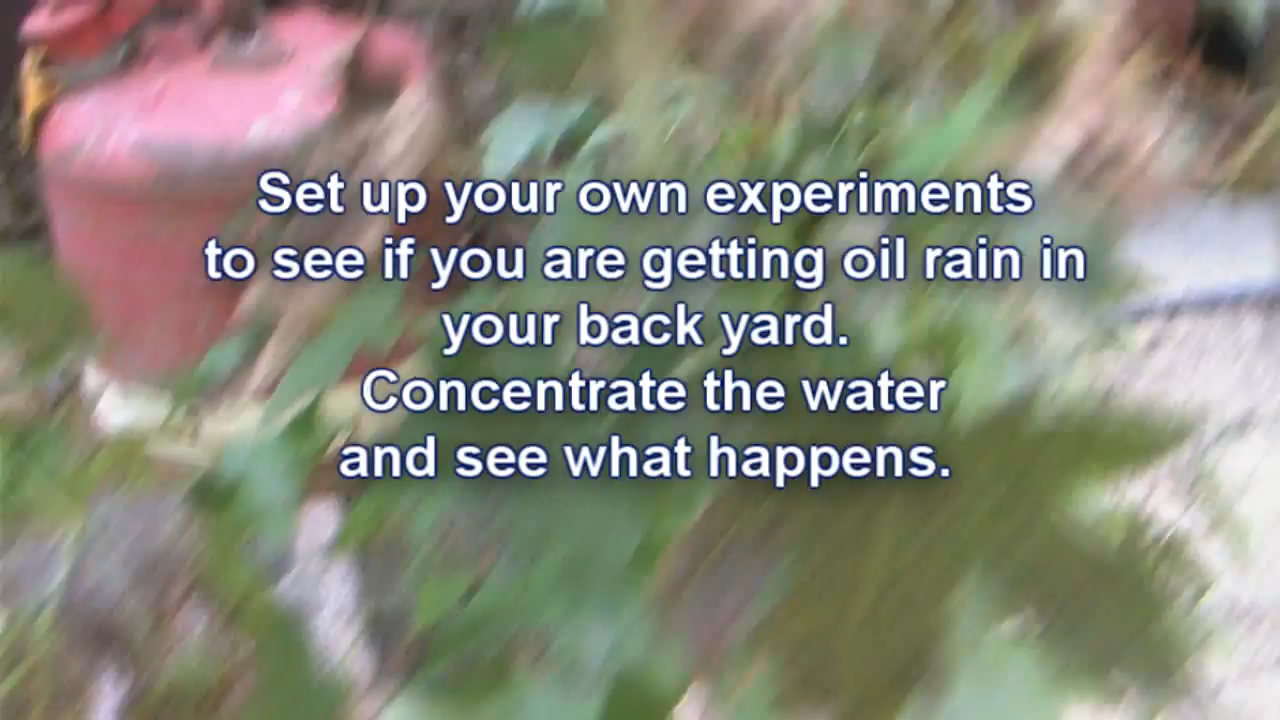 Set up your own experiments
to see if you are getting oil rain in
your back yard.
Concentrate the water
and see what happens.